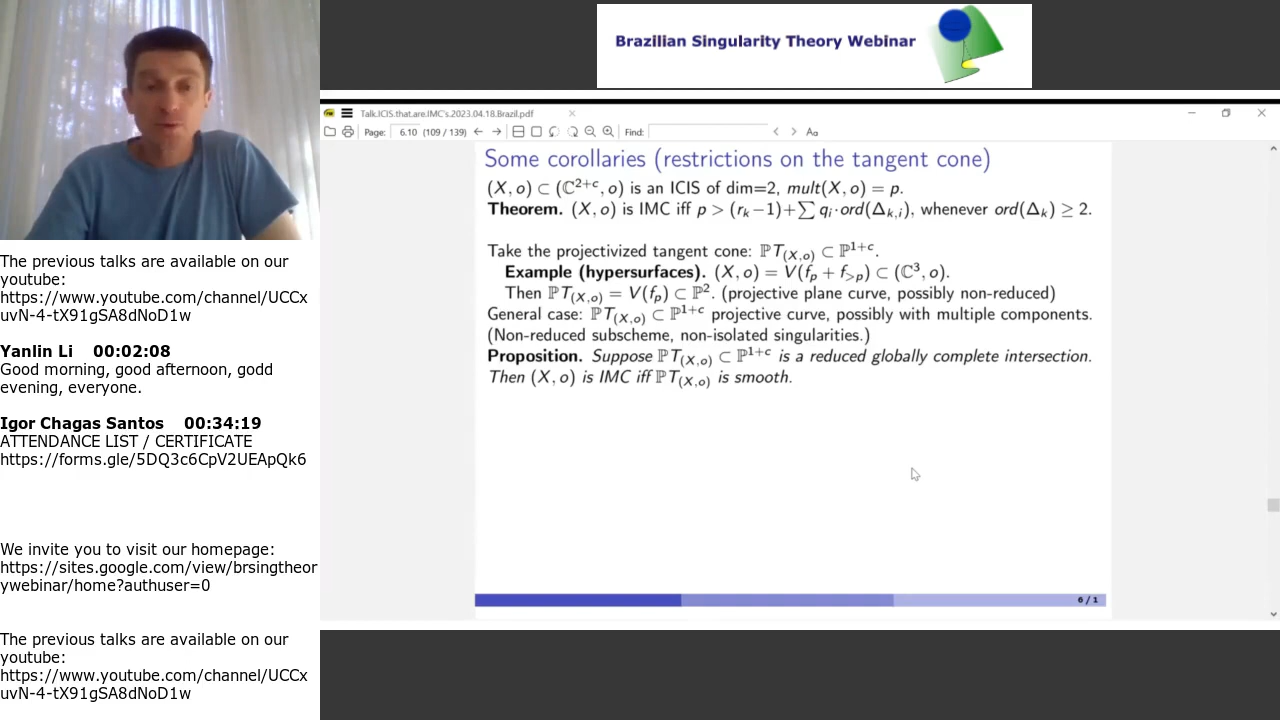 Brazilian Singularity Theory Webinar
Talk.ICIS.that.are.IMC's.2023.04.18.Brazil.pdf
Page: 6.10 (109 / 139)
Find:
Some corollaries (restrictions on the tangent cone)
(X, o) ⊂ (ℂ^{2+c}, o) is an ICIS of dim=2, mult(X, o) = p.
Theorem. (X, o) is IMC iff p > (r_k−1)+∑ q_i·ord(Δ_{k,i}), whenever ord(Δ_k) ≥ 2.
Take the projectivized tangent cone: ℙT_{(X,o)} ⊂ ℙ^{1+c}.
Example (hypersurfaces). (X, o) = V(f_p + f_{>p}) ⊂ (ℂ³, o).
Then ℙT_{(X,o)} = V(f_p) ⊂ ℙ². (projective plane curve, possibly non-reduced)
General case: ℙT_{(X,o)} ⊂ ℙ^{1+c} projective curve, possibly with multiple components.
(Non-reduced subscheme, non-isolated singularities.)
Proposition. Suppose ℙT_{(X,o)} ⊂ ℙ^{1+c} is a reduced globally complete intersection.
Then (X, o) is IMC iff ℙT_{(X,o)} is smooth.
6 / 1
The previous talks are available on our
youtube:
https://www.youtube.com/channel/UCCx
uvN-4-tX91gSA8dNoD1w
Yanlin Li 00:02:08
Good morning, good afternoon, godd
evening, everyone.
Igor Chagas Santos 00:34:19
ATTENDANCE LIST / CERTIFICATE
https://forms.gle/5DQ3c6CpV2UEApQk6
We invite you to visit our homepage:
https://sites.google.com/view/brsingtheor
ywebinar/home?authuser=0
The previous talks are available on our
youtube:
https://www.youtube.com/channel/UCCx
uvN-4-tX91gSA8dNoD1w